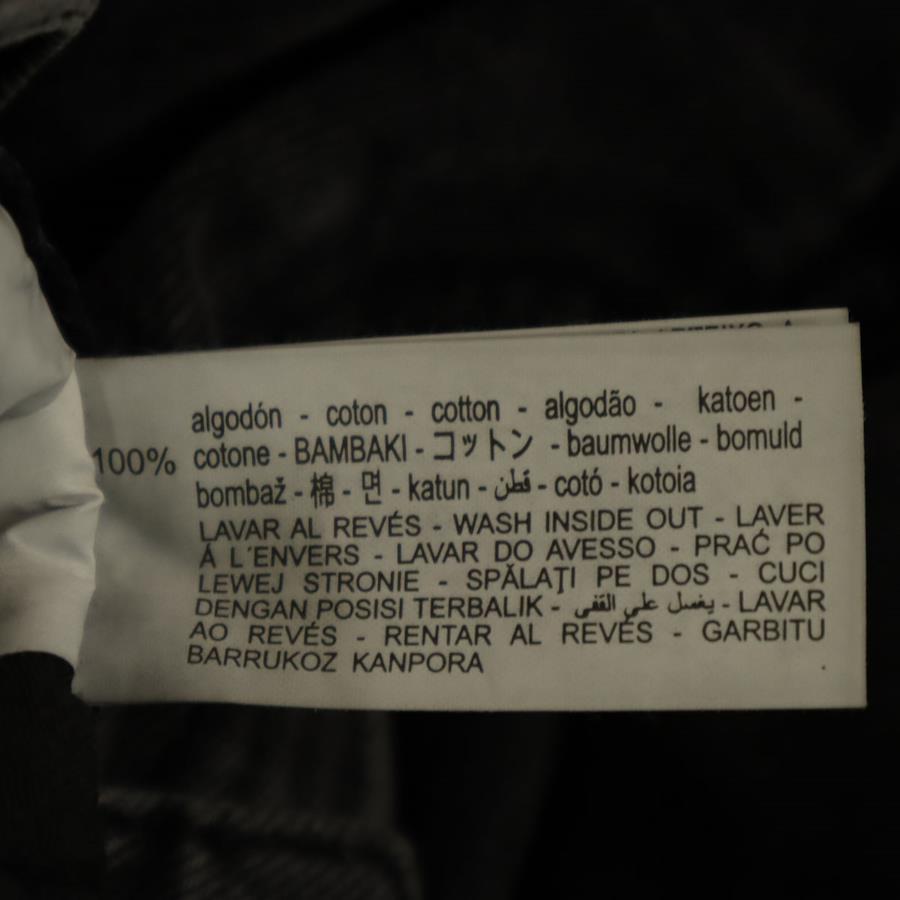 algodón - coton - cotton - algodão - katoen -
100% cotone - BAMBAKI - コットン - baumwolle - bomuld
bombaž - 棉 - 면 - katun - قطن - cotó - kotoia
LAVAR AL REVÉS - WASH INSIDE OUT - LAVER
Á L´ENVERS - LAVAR DO AVESSO - PRAĆ PO
LEWEJ STRONIE - SPĂLAŢI PE DOS - CUCI
DENGAN POSISI TERBALIK - يغسل على القفى - LAVAR
AO REVÉS - RENTAR AL REVÉS - GARBITU
BARRUKOZ KANPORA